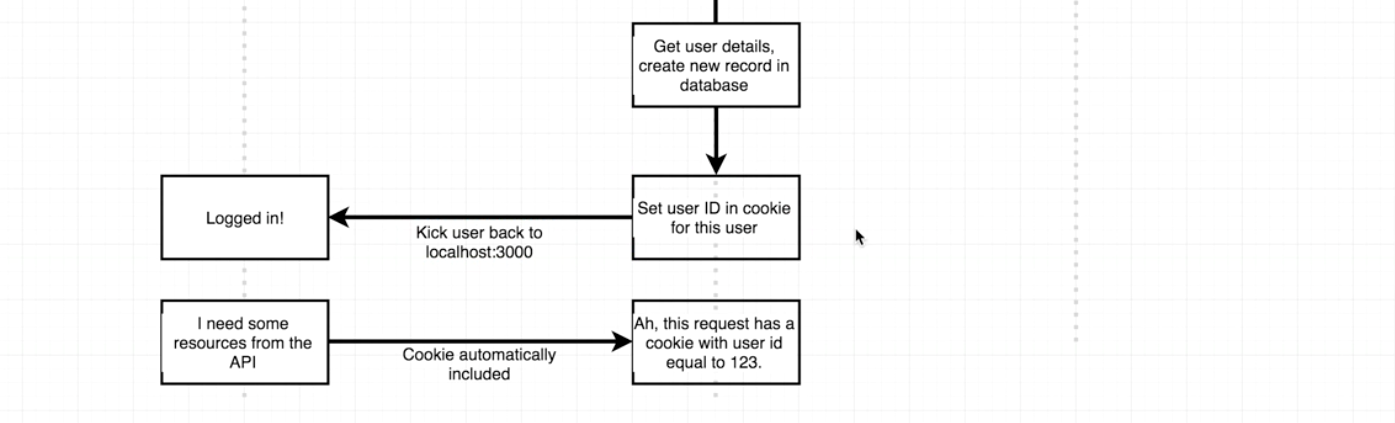 Get user details,
create new record in
database
Logged in!
Kick user back to
localhost:3000
Set user ID in cookie
for this user
I need some
resources from the
API
Cookie automatically
included
Ah, this request has a
cookie with user id
equal to 123.